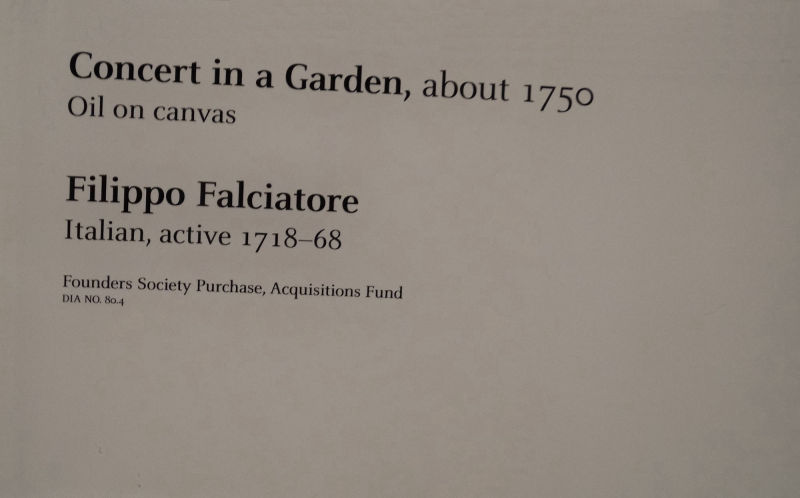 Concert in a Garden, about 1750
Oil on canvas
Filippo Falciatore
Italian, active 1718–68
Founders Society Purchase, Acquisitions Fund
DIA NO. 80.4